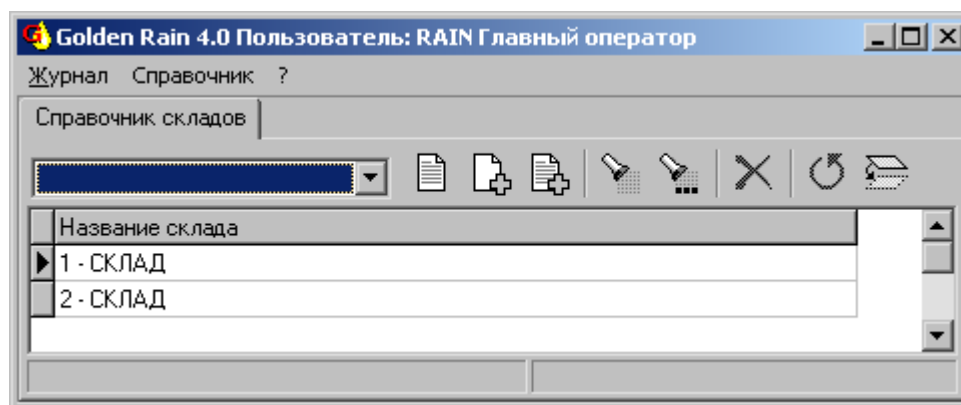 Golden Rain 4.0 Пользователь: RAIN Главный оператор
Журнал Справочник ?
Справочник складов
Название склада
1 - СКЛАД
2 - СКЛАД